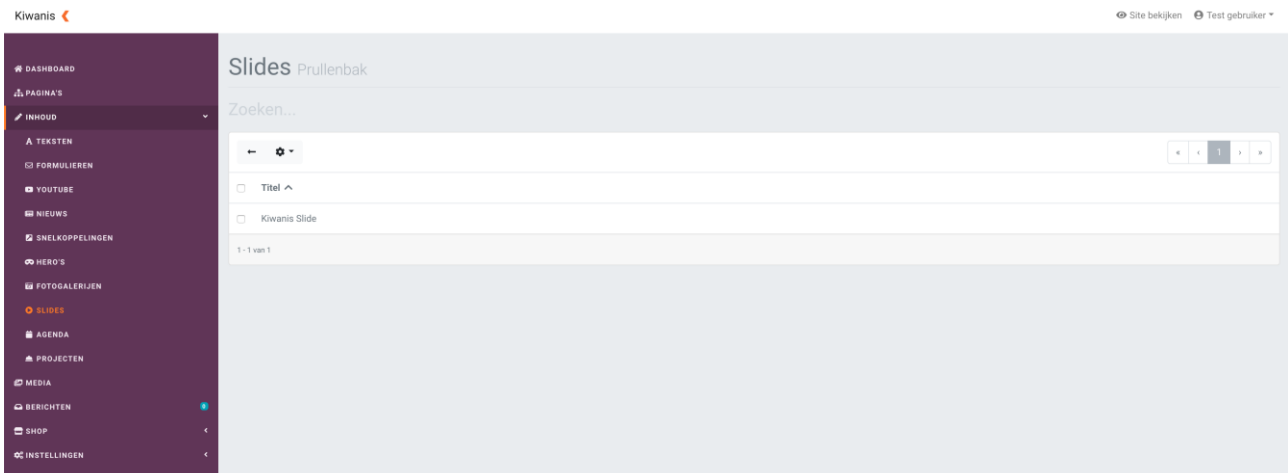 Kiwanis
Site bekijken Test gebruiker
DASHBOARD
PAGINA'S
INHOUD
TEKSTEN
FORMULIEREN
YOUTUBE
NIEUWS
SNELKOPPELINGEN
HERO'S
FOTOGALERIJEN
SLIDES
AGENDA
PROJECTEN
MEDIA
BERICHTEN
SHOP
INSTELLINGEN
Slides Prullenbak
Zoeken...
« ‹ 1 › »
Titel
Kiwanis Slide
1 - 1 van 1